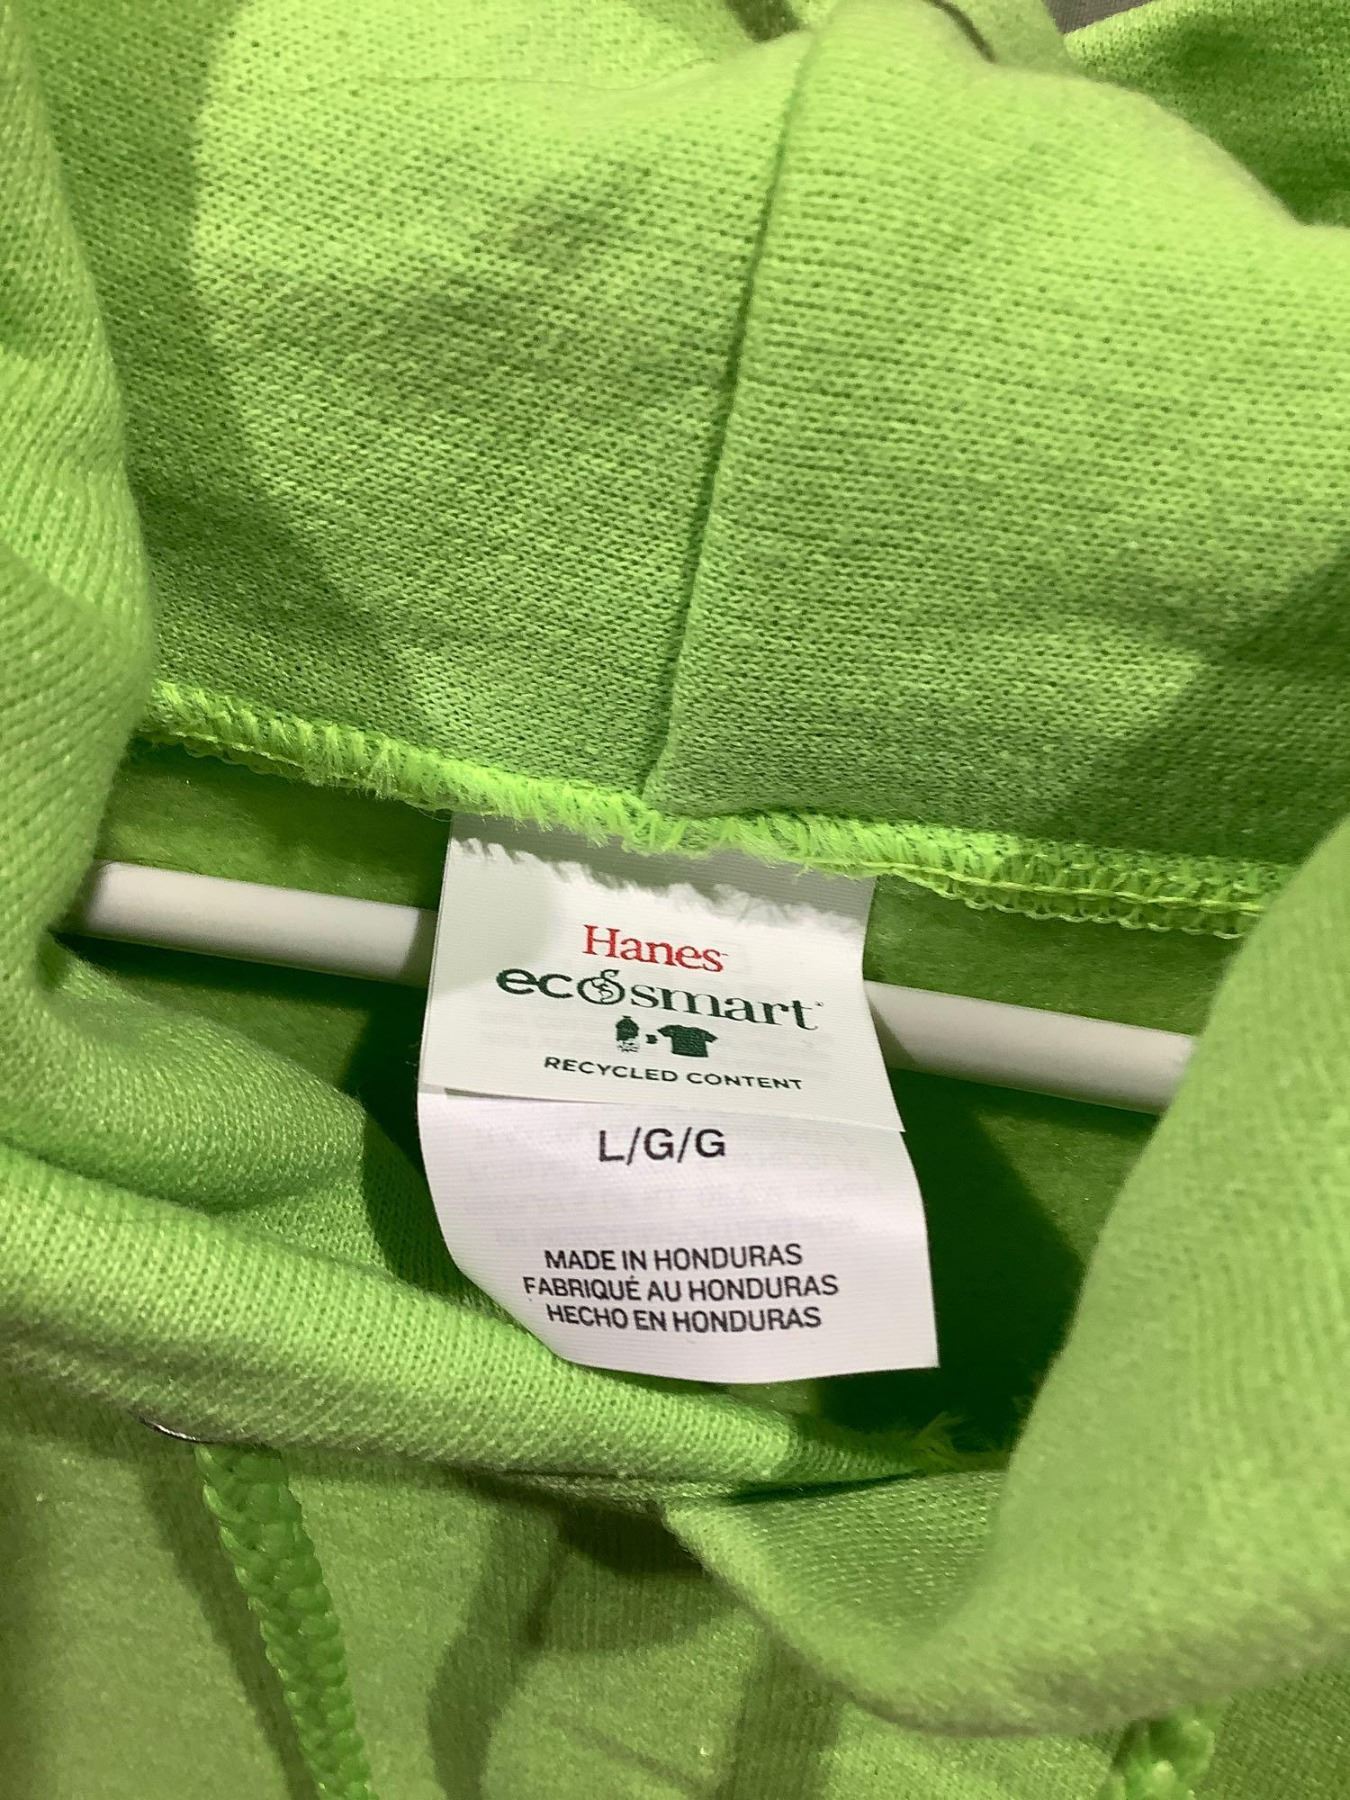 Hanes
ecosmart
RECYCLED CONTENT
L/G/G
MADE IN HONDURAS
FABRIQUÉ AU HONDURAS
HECHO EN HONDURAS